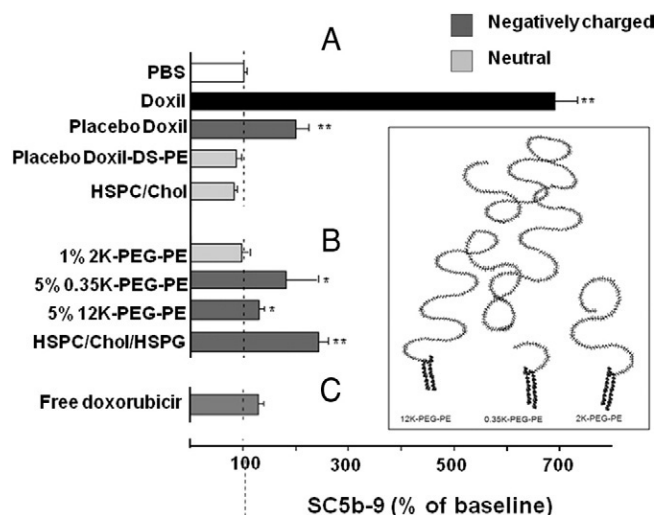 Negatively charged
Neutral
A
PBS
Doxil
**
Placebo Doxil
**
Placebo Doxil-DS-PE
HSPC/Chol
B
1% 2K-PEG-PE
5% 0.35K-PEG-PE
*
5% 12K-PEG-PE
*
HSPC/Chol/HSPG
**
C
Free doxorubicir
12K-PEG-PE 0.35K-PEG-PE 2K-PEG-PE
100 300 500 700
SC5b-9 (% of baseline)